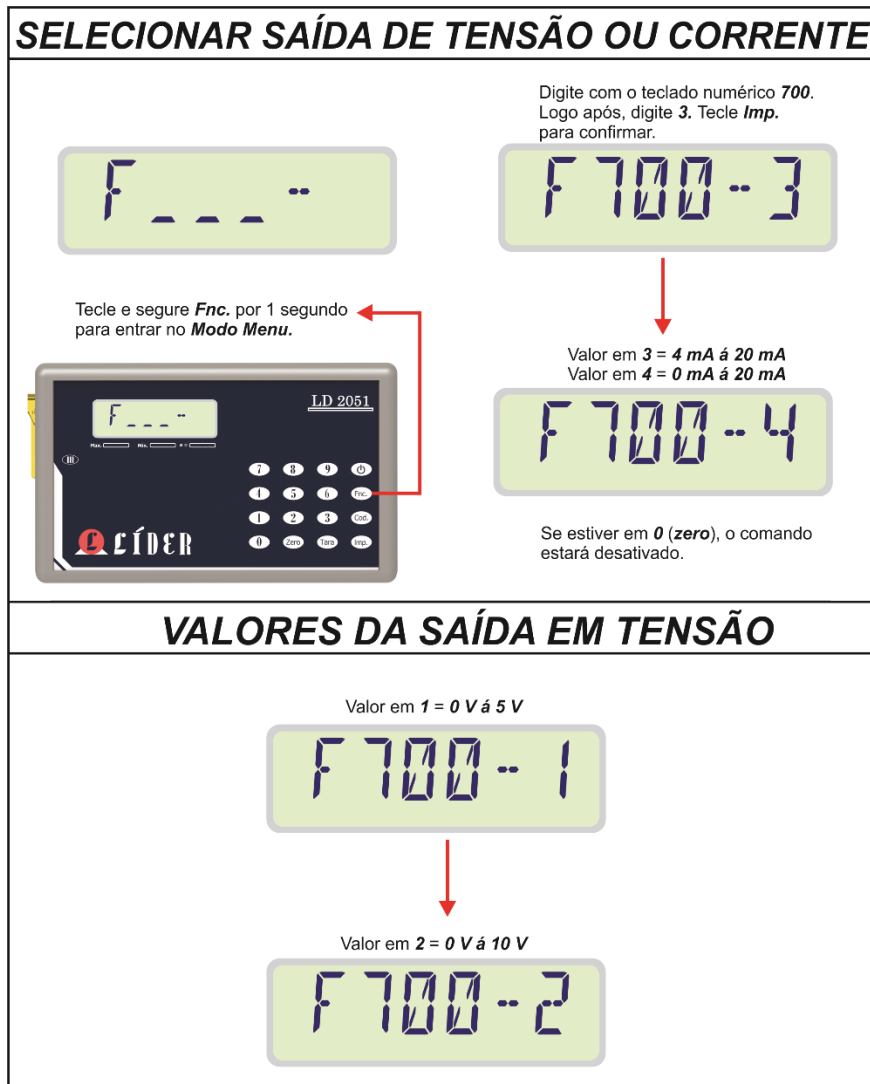 SELECIONAR SAÍDA DE TENSÃO OU CORRENTE
F _ _ _ -
Tecle e segure Fnc. por 1 segundo
para entrar no Modo Menu.
F _ _ _ -
LD 2051
Max.
Min.
e =
7 8 9
4 5 6 Fnc.
1 2 3 Cod.
0 Zero Tara Imp.
L LÍDER
Digite com o teclado numérico 700.
Logo após, digite 3. Tecle Imp.
para confirmar.
F700-3
Valor em 3 = 4 mA á 20 mA
Valor em 4 = 0 mA á 20 mA
F700-4
Se estiver em 0 (zero), o comando
estará desativado.
VALORES DA SAÍDA EM TENSÃO
Valor em 1 = 0 V á 5 V
F700-1
Valor em 2 = 0 V á 10 V
F700-2